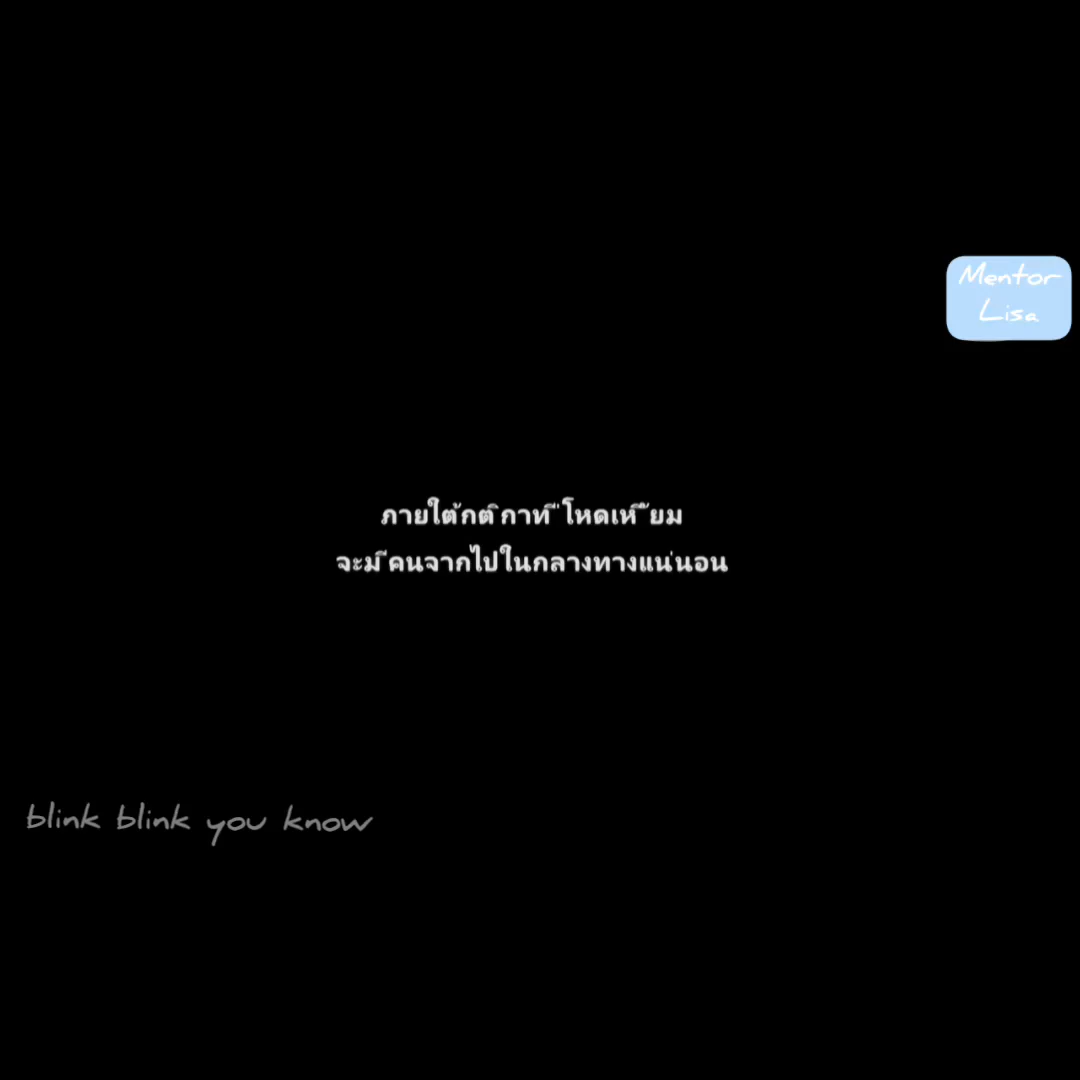 Mentor
Lisa
ภายใต้กติกาที่โหดเหี้ยม
จะมีคนจากไปในกลางทางแน่นอน
blink blink you know